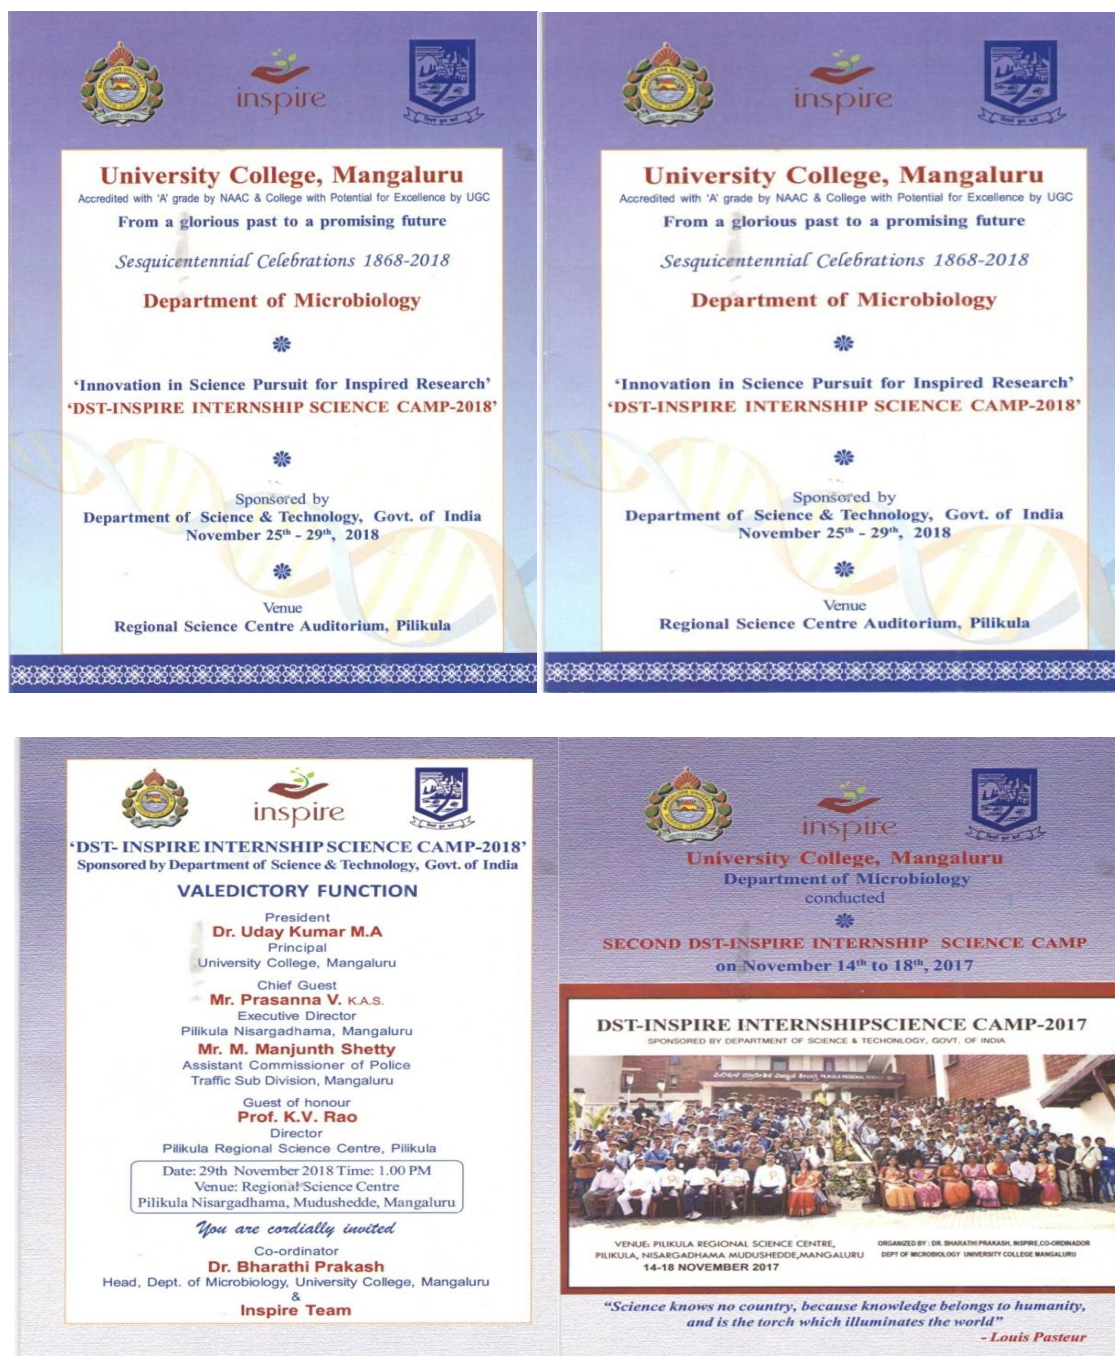 inspire
University College, Mangaluru
Accredited with 'A' grade by NAAC & College with Potential for Excellence by UGC
From a glorious past to a promising future
Sesquicentennial Celebrations 1868-2018
Department of Microbiology
'Innovation in Science Pursuit for Inspired Research'
'DST-INSPIRE INTERNSHIP SCIENCE CAMP-2018'
Sponsored by
Department of Science & Technology, Govt. of India
November 25th - 29th, 2018
Venue
Regional Science Centre Auditorium, Pilikula
inspire
University College, Mangaluru
Accredited with 'A' grade by NAAC & College with Potential for Excellence by UGC
From a glorious past to a promising future
Sesquicentennial Celebrations 1868-2018
Department of Microbiology
'Innovation in Science Pursuit for Inspired Research'
'DST-INSPIRE INTERNSHIP SCIENCE CAMP-2018'
Sponsored by
Department of Science & Technology, Govt. of India
November 25th - 29th, 2018
Venue
Regional Science Centre Auditorium, Pilikula
inspire
'DST- INSPIRE INTERNSHIP SCIENCE CAMP-2018'
Sponsored by Department of Science & Technology, Govt. of India
VALEDICTORY FUNCTION
President
Dr. Uday Kumar M.A
Principal
University College, Mangaluru
Chief Guest
Mr. Prasanna V. K.A.S.
Executive Director
Pilikula Nisargadhama, Mangaluru
Mr. M. Manjunth Shetty
Assistant Commissioner of Police
Traffic Sub Division, Mangaluru
Guest of honour
Prof. K.V. Rao
Director
Pilikula Regional Science Centre, Pilikula
Date: 29th November 2018 Time: 1.00 PM
Venue: Regional Science Centre
Pilikula Nisargadhama, Mudushedde, Mangaluru
You are cordially invited
Co-ordinator
Dr. Bharathi Prakash
Head, Dept. of Microbiology, University College, Mangaluru
&
Inspire Team
inspire
University College, Mangaluru
Department of Microbiology
conducted
SECOND DST-INSPIRE INTERNSHIP SCIENCE CAMP
on November 14th to 18th, 2017
DST-INSPIRE INTERNSHIPSCIENCE CAMP-2017
SPONSORED BY DEPARTMENT OF SCIENCE & TECHONLOGY, GOVT. OF INDIA
ಪಿಲಿಕುಳ ಪ್ರಾದೇಶಿಕ ವಿಜ್ಞಾನ ಕೇಂದ್ರ PILIKULA REGIONAL SCIENCE
VENUE: PILIKULA REGIONAL SCIENCE CENTRE,
PILIKULA, NISARGADHAMA MUDUSHEDDE,MANGALURU
14-18 NOVEMBER 2017
ORGANIZED BY : DR. BHARATHI PRAKASH, INSPIRE,CO-ORDINADOR
DEPT OF MICROBIOLOGY UNIVERSITY COLLEGE MANGALURU
"Science knows no country, because knowledge belongs to humanity,
and is the torch which illuminates the world"
- Louis Pasteur